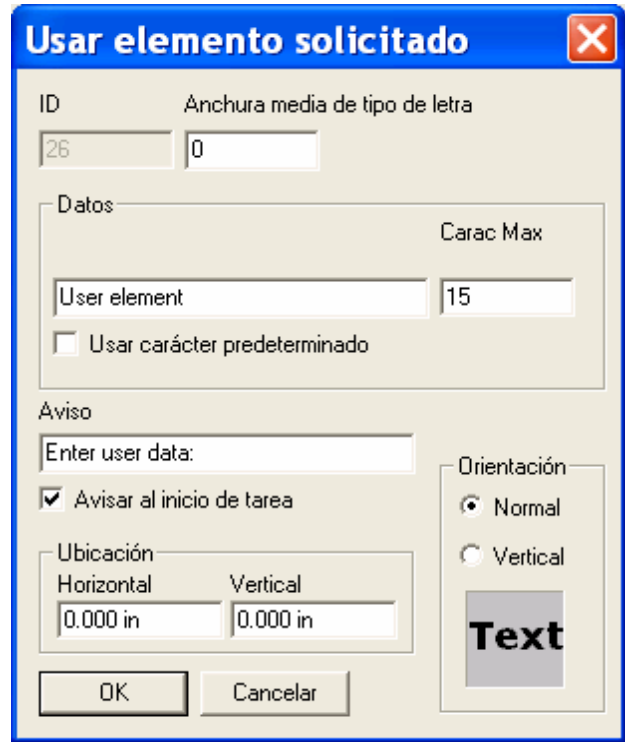 Usar elemento solicitado
ID Anchura media de tipo de letra
26 0
Datos
Carac Max
User element 15
Usar carácter predeterminado
Aviso
Enter user data:
Avisar al inicio de tarea
Orientación
Normal
Vertical
Ubicación
Horizontal Vertical
0.000 in 0.000 in
Text
OK Cancelar